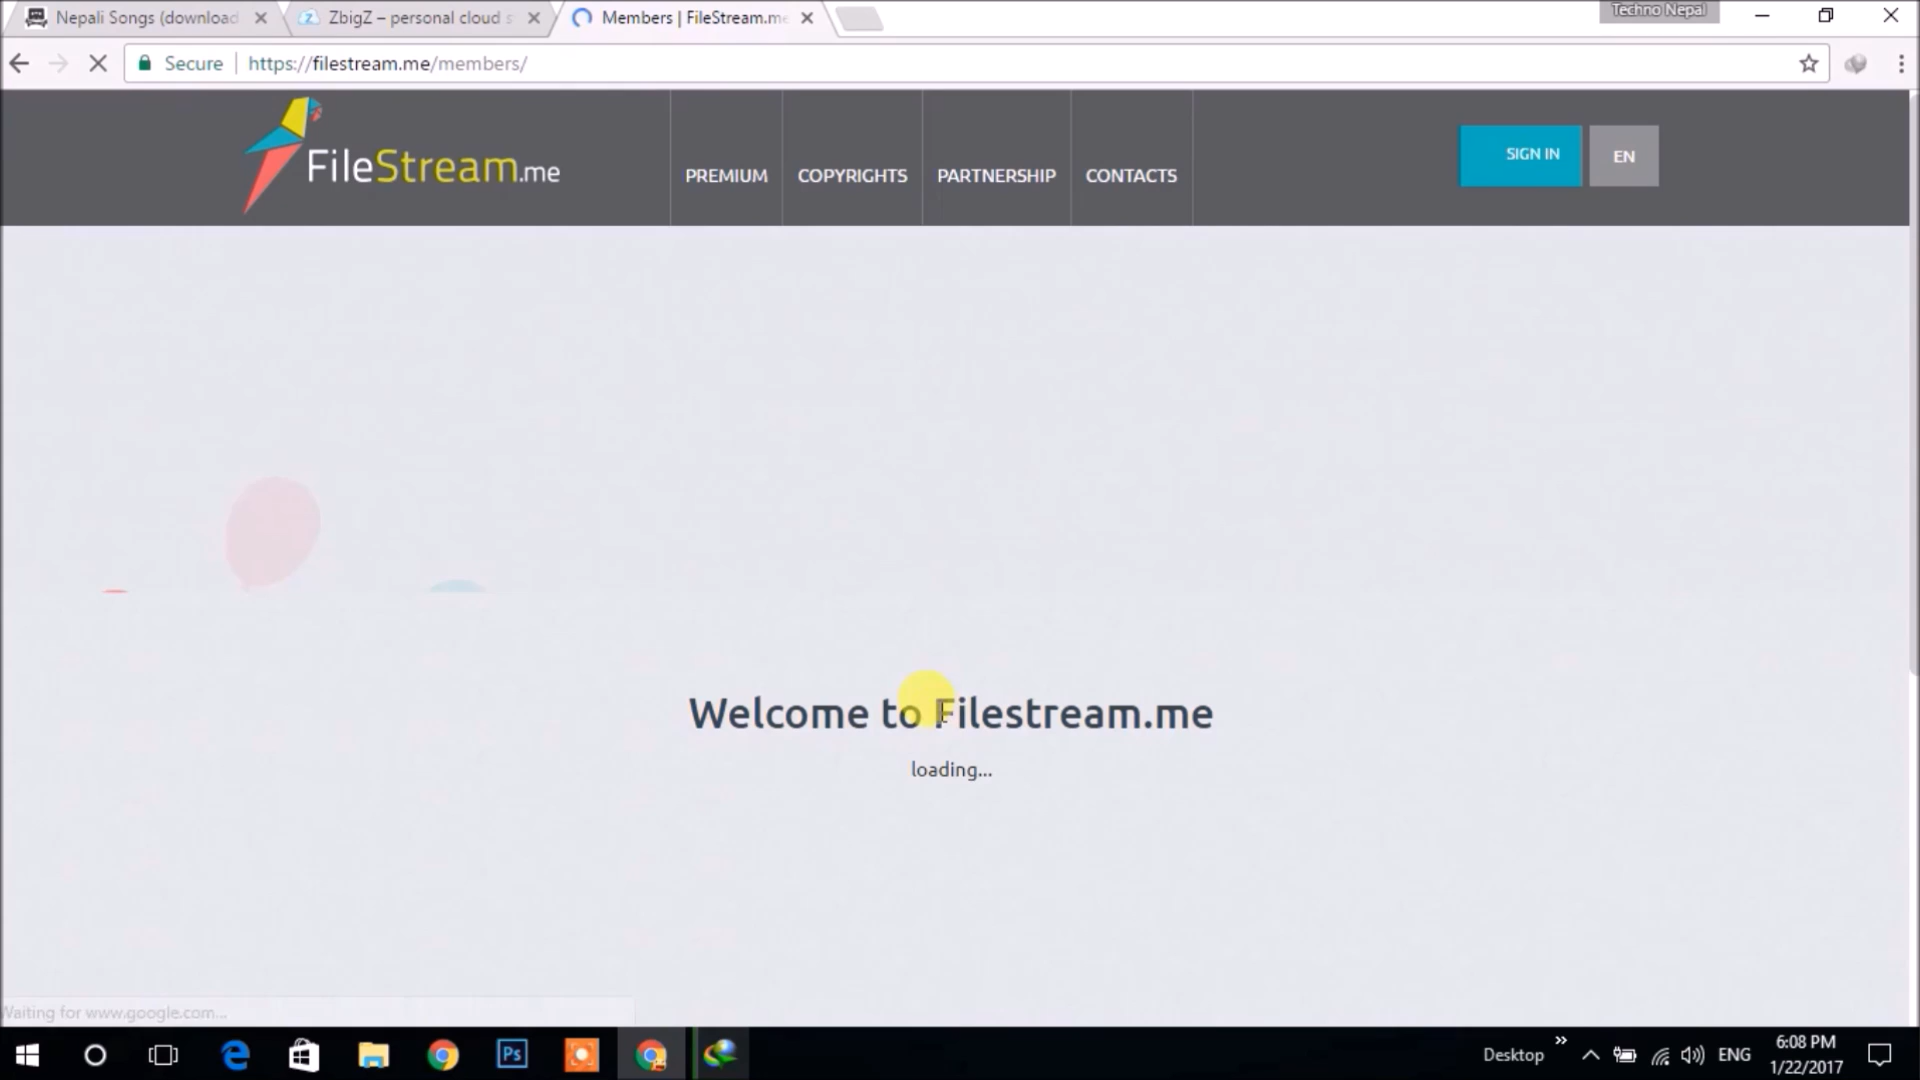 Techno Nepal
Nepali Songs (download
ZbigZ – personal cloud s
Members | FileStream.me
Secure
https://filestream.me/members/
FileStream.me
PREMIUM
COPYRIGHTS
PARTNERSHIP
CONTACTS
SIGN IN
EN
Welcome to Filestream.me
loading...
Waiting for www.google.com...
Ps
Desktop
ENG
6:08 PM
1/22/2017